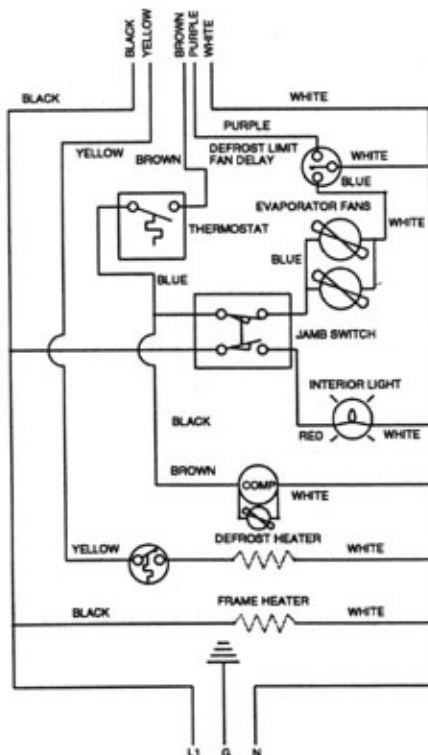 BLACK
YELLOW
BROWN
PURPLE
WHITE
BLACK
WHITE
PURPLE
YELLOW
DEFROST LIMIT
FAN DELAY
WHITE
BROWN
BLUE
EVAPORATOR FANS
WHITE
THERMOSTAT
BLUE
BLUE
JAMB SWITCH
INTERIOR LIGHT
BLACK
RED
WHITE
BROWN
COMP
WHITE
DEFROST HEATER
YELLOW
WHITE
FRAME HEATER
BLACK
WHITE
L1 G N